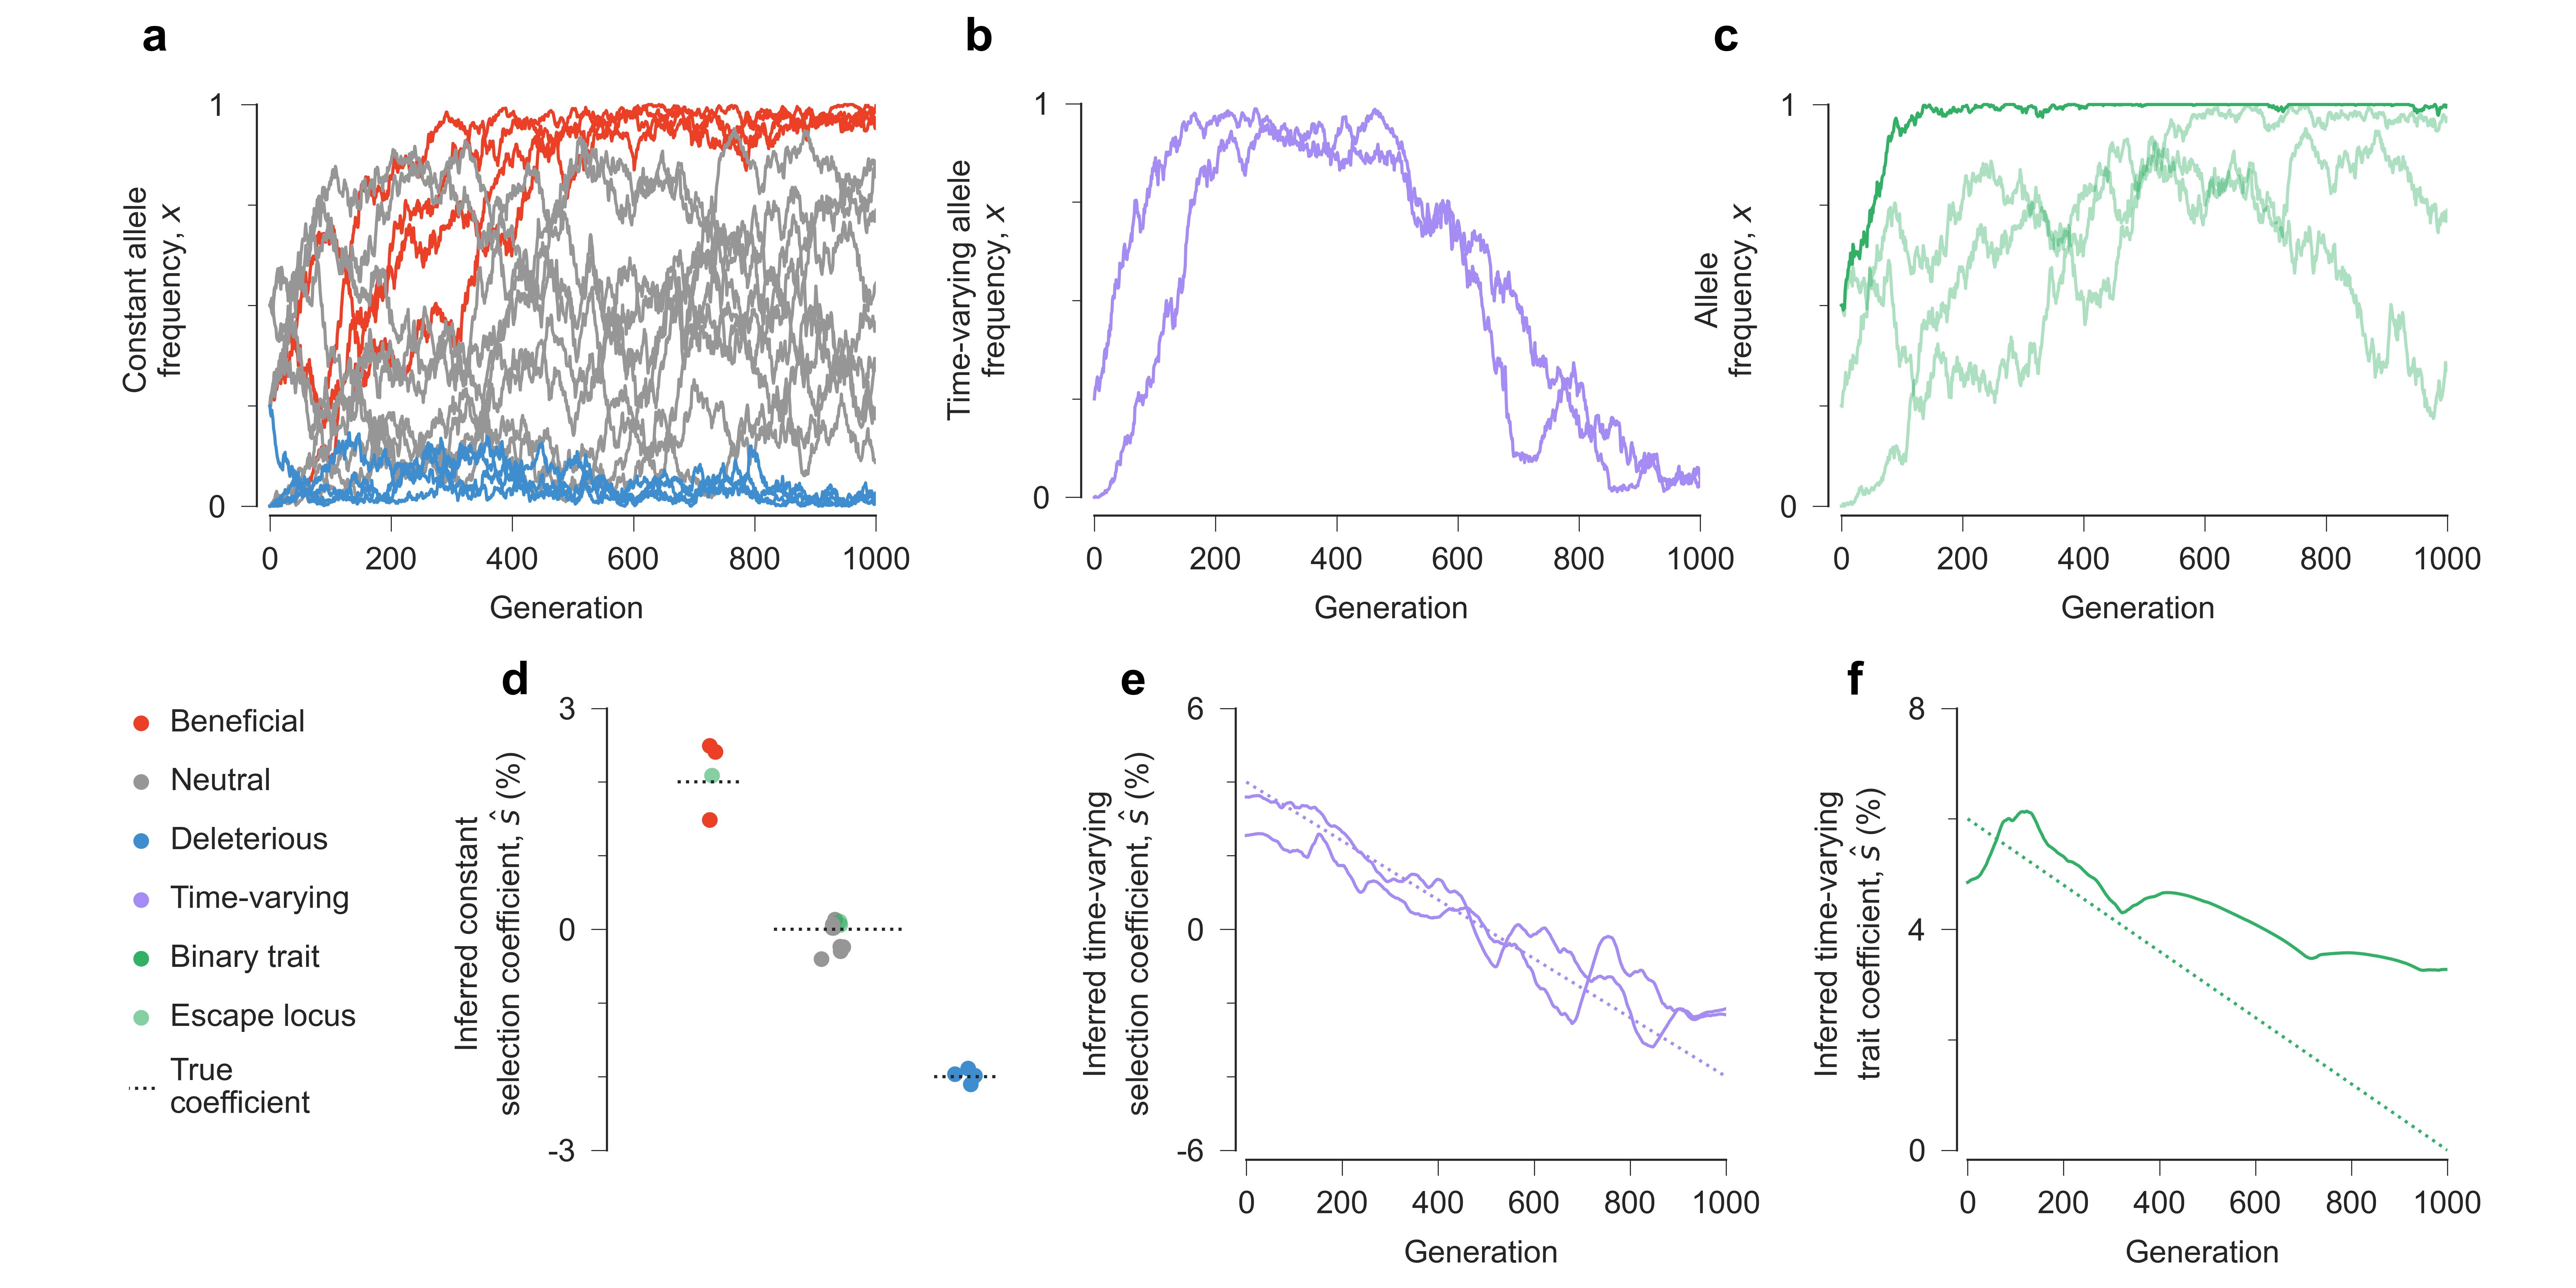 a
b
c
Constant allele
frequency, x
1
0
0 200 400 600 800 1000
Generation
Time-varying allele
frequency, x
1
0
0 200 400 600 800 1000
Generation
Allele
frequency, x
1
0
0 200 400 600 800 1000
Generation
Beneficial
Neutral
Deleterious
Time-varying
Binary trait
Escape locus
True
coefficient
d
Inferred constant
selection coefficient, ŝ (%)
3
0
-3
e
Inferred time-varying
selection coefficient, ŝ (%)
6
0
-6
0 200 400 600 800 1000
Generation
f
Inferred time-varying
trait coefficient, ŝ (%)
8
4
0
0 200 400 600 800 1000
Generation